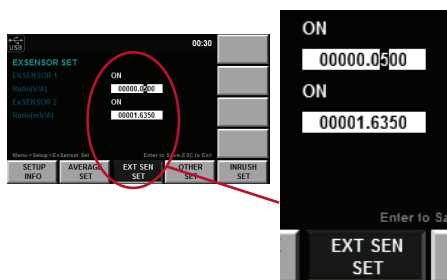 USB
00:30
EXSENSOR SET
EXSENSOR 1 ON
Ratio(V/A) 00000.0500
ExSENSOR 2 ON
Ratio(mV/A) 00001.6350
Menu > Setup >ExSensor Set Enter to Save,ESC to Exit
SETUP INFO
AVERAGE SET
EXT SEN SET
OTHER SET
INRUSH SET
ON
00000.0500
ON
00001.6350
Enter to Sa
EXT SEN
SET